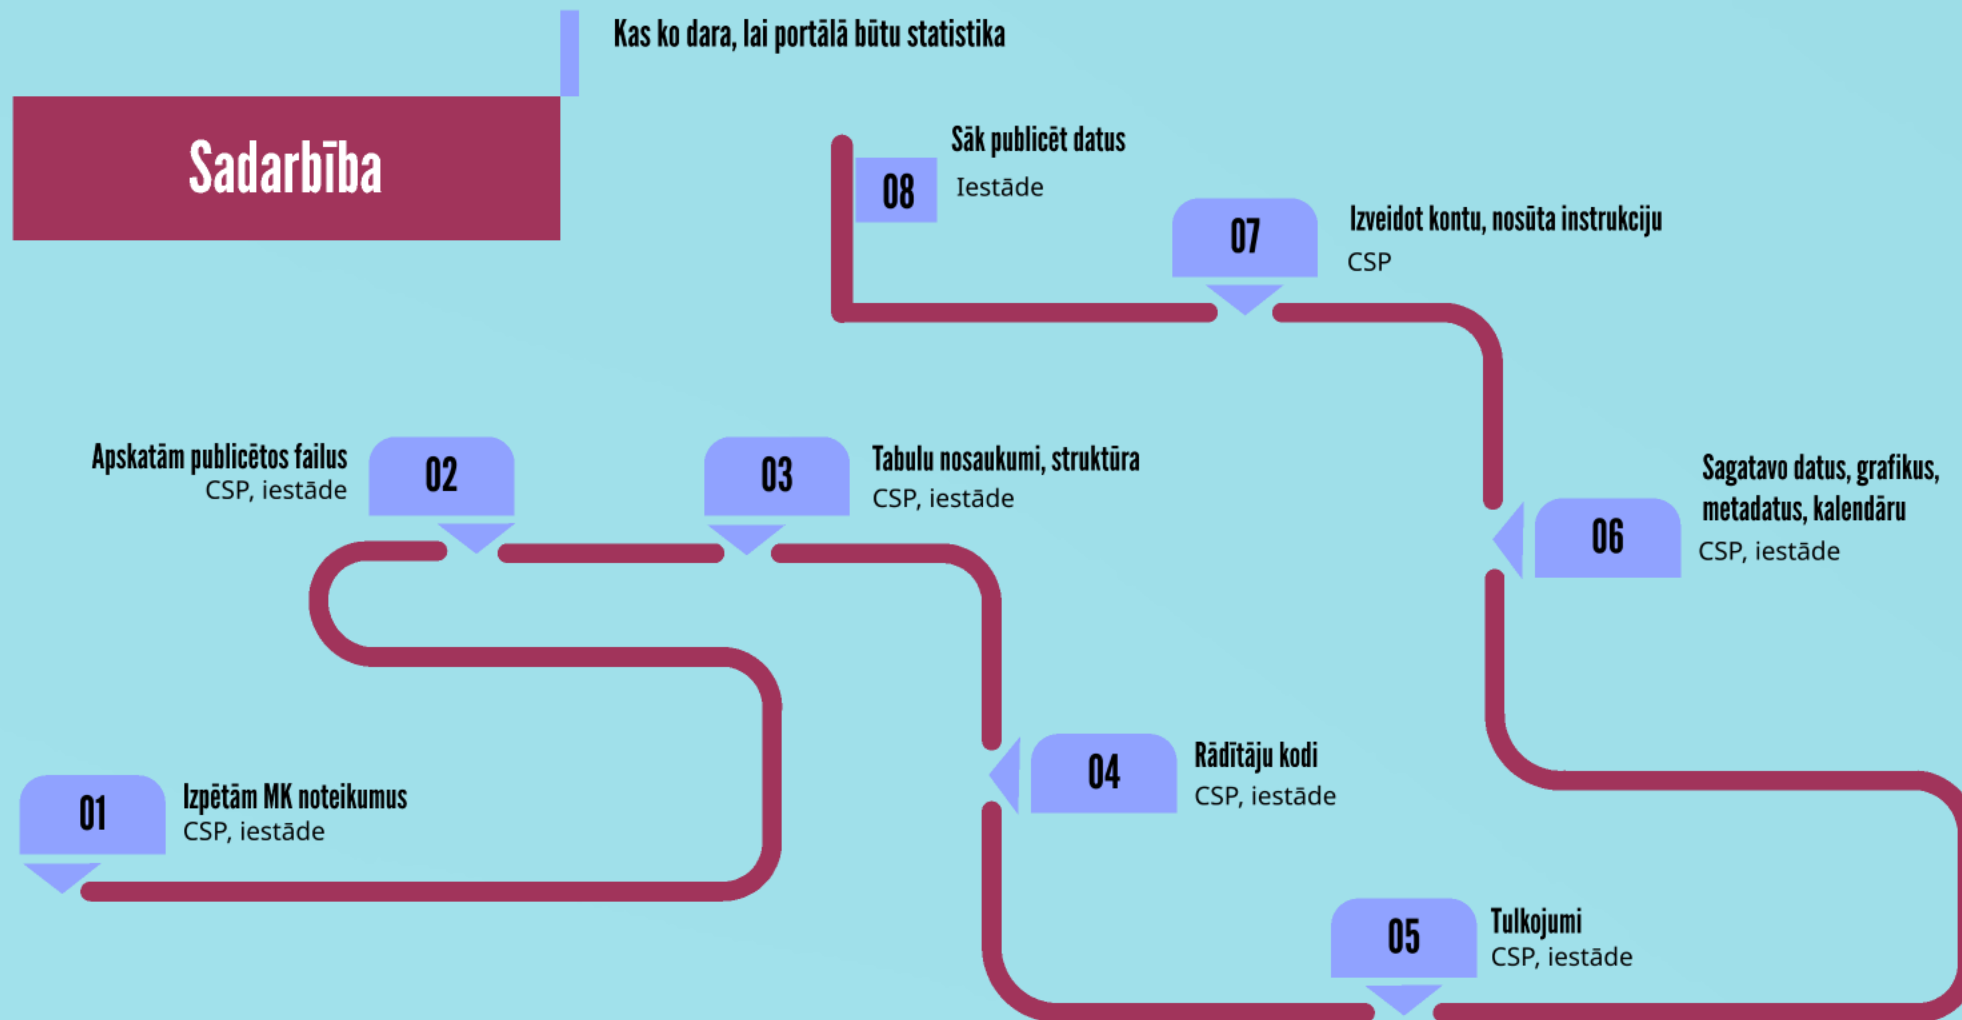 Kas ko dara, lai portālā būtu statistika
Sadarbība
01
Izpētām MK noteikumus
CSP, iestāde
02
Apskatām publicētos failus
CSP, iestāde
03
Tabulu nosaukumi, struktūra
CSP, iestāde
04
Rādītāju kodi
CSP, iestāde
05
Tulkojumi
CSP, iestāde
06
Sagatavo datus, grafikus,
metadatus, kalendāru
CSP, iestāde
07
Izveidot kontu, nosūta instrukciju
CSP
08
Sāk publicēt datus
Iestāde